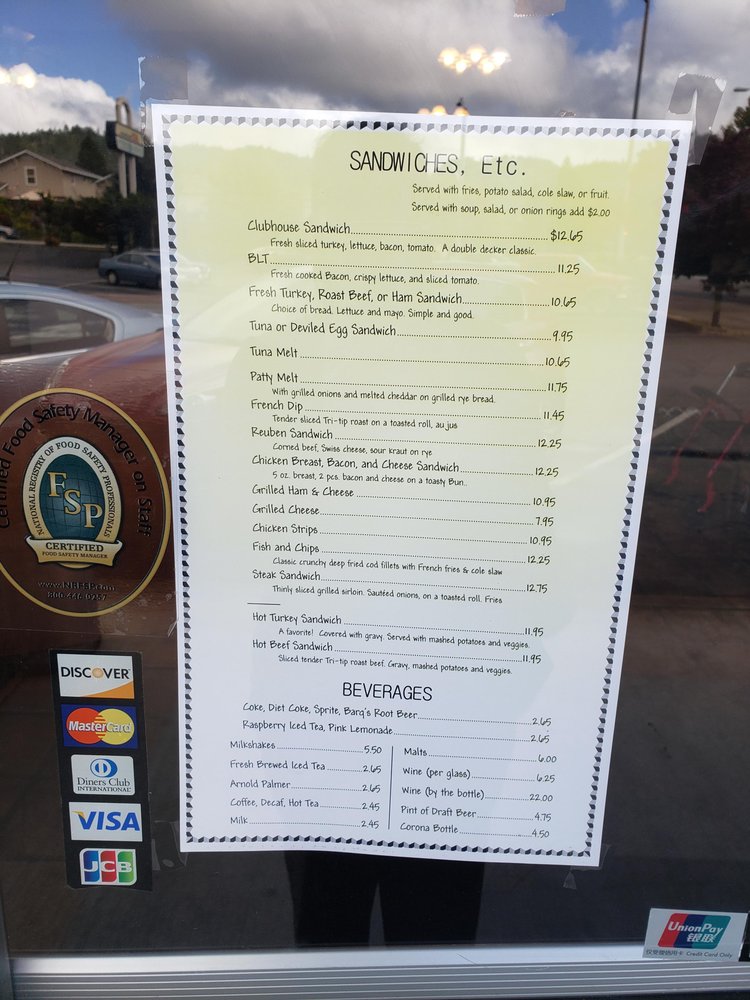 SANDWICHES, Etc.
Served with fries, potato salad, cole slaw, or fruit.
Served with soup, salad, or onion rings add $2.00
Clubhouse Sandwich $12.65
Fresh sliced turkey, lettuce, bacon, tomato. A double decker classic.
BLT 11.25
Fresh cooked Bacon, crispy lettuce, and sliced tomato.
Fresh Turkey, Roast Beef, or Ham Sandwich 10.65
Choice of bread. Lettuce and mayo. Simple and good.
Tuna or Deviled Egg Sandwich 9.95
Tuna Melt 10.65
Patty Melt 11.75
With grilled onions and melted cheddar on grilled rye bread.
French Dip 11.45
Tender sliced Tri-tip roast on a toasted roll, au jus
Reuben Sandwich 12.25
Corned beef, Swiss cheese, sour kraut on rye
Chicken Breast, Bacon, and Cheese Sandwich 12.25
5 oz. breast, 2 pcs. bacon and cheese on a toasty Bun..
Grilled Ham & Cheese 10.95
Grilled Cheese 7.95
Chicken Strips 10.95
Fish and Chips 12.25
Classic crunchy deep fried cod fillets with French fries & cole slaw
Steak Sandwich 12.75
Thinly sliced grilled sirloin. Sautéed onions, on a toasted roll. Fries
Hot Turkey Sandwich 11.95
A favorite! Covered with gravy. Served with mashed potatoes and veggies.
Hot Beef Sandwich 11.95
Sliced tender Tri-tip roast beef. Gravy, mashed potatoes and veggies.
BEVERAGES
Coke, Diet Coke, Sprite, Barq's Root Beer 2.65
Raspberry Iced Tea, Pink Lemonade 2.65
Milkshakes 5.50
Fresh Brewed Iced Tea 2.65
Arnold Palmer 2.65
Coffee, Decaf, Hot Tea 2.45
Milk 2.45
Malts 6.00
Wine (per glass) 6.25
Wine (by the bottle) 22.00
Pint of Draft Beer 4.75
Corona Bottle 4.50
Certified Food Safety Manager on Staff
NATIONAL REGISTRY OF FOOD SAFETY PROFESSIONALS
FSP
CERTIFIED
FOOD SAFETY MANAGER
www.NRFSP.com
DISCOVER
MasterCard
Diners Club
INTERNATIONAL
VISA
JCB
UnionPay
银联
Credit Card Only